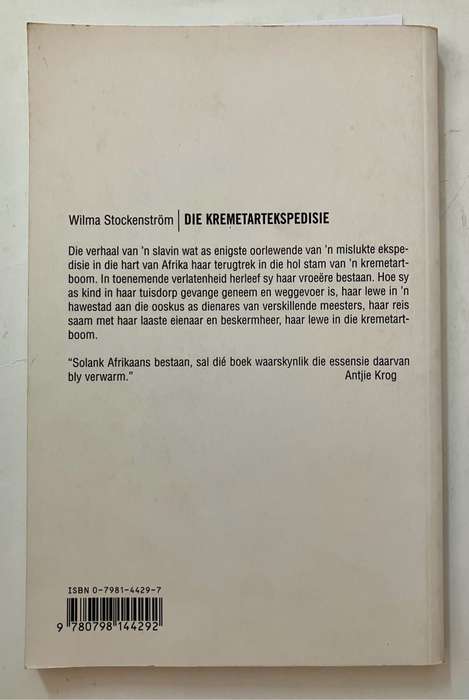 Wilma Stockenström | DIE KREMETARTEKSPEDISIE
Die verhaal van 'n slavin wat as enigste oorlewende van 'n mislukte ekspe-
disie in die hart van Afrika haar terugtrek in die hol stam van 'n kremetart-
boom. In toenemende verlatenheid herleef sy haar vroeëre bestaan. Hoe sy
as kind in haar tuisdorp gevange geneem en weggevoer is, haar lewe in 'n
hawestad aan die ooskus as dienares van verskillende meesters, haar reis
saam met haar laaste eienaar en beskermheer, haar lewe in die kremetart-
boom.
"Solank Afrikaans bestaan, sal dié boek waarskynlik die essensie daarvan
bly verwarm." Antjie Krog
ISBN 0-7981-4429-7
9 780798 144292